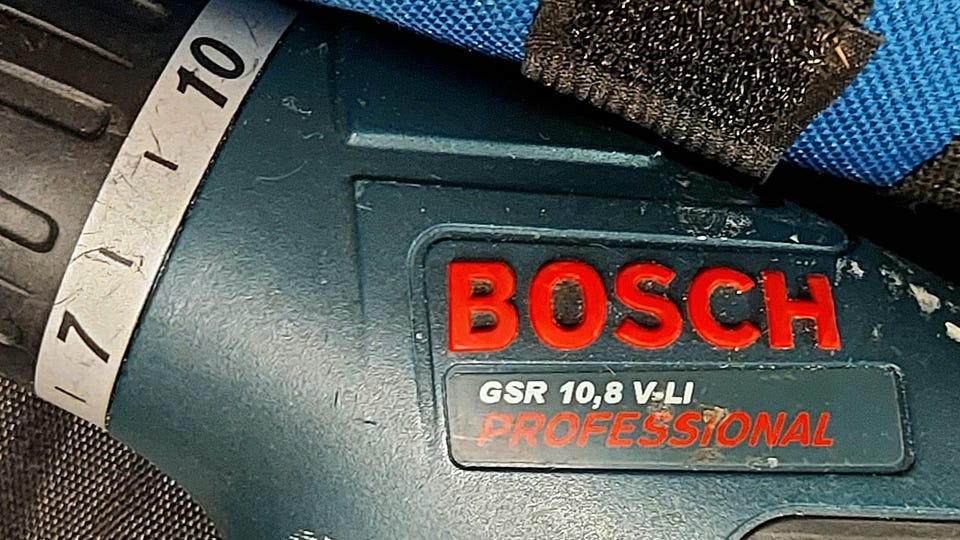 10
7
BOSCH
GSR 10,8 V-LI
PROFESSIONAL